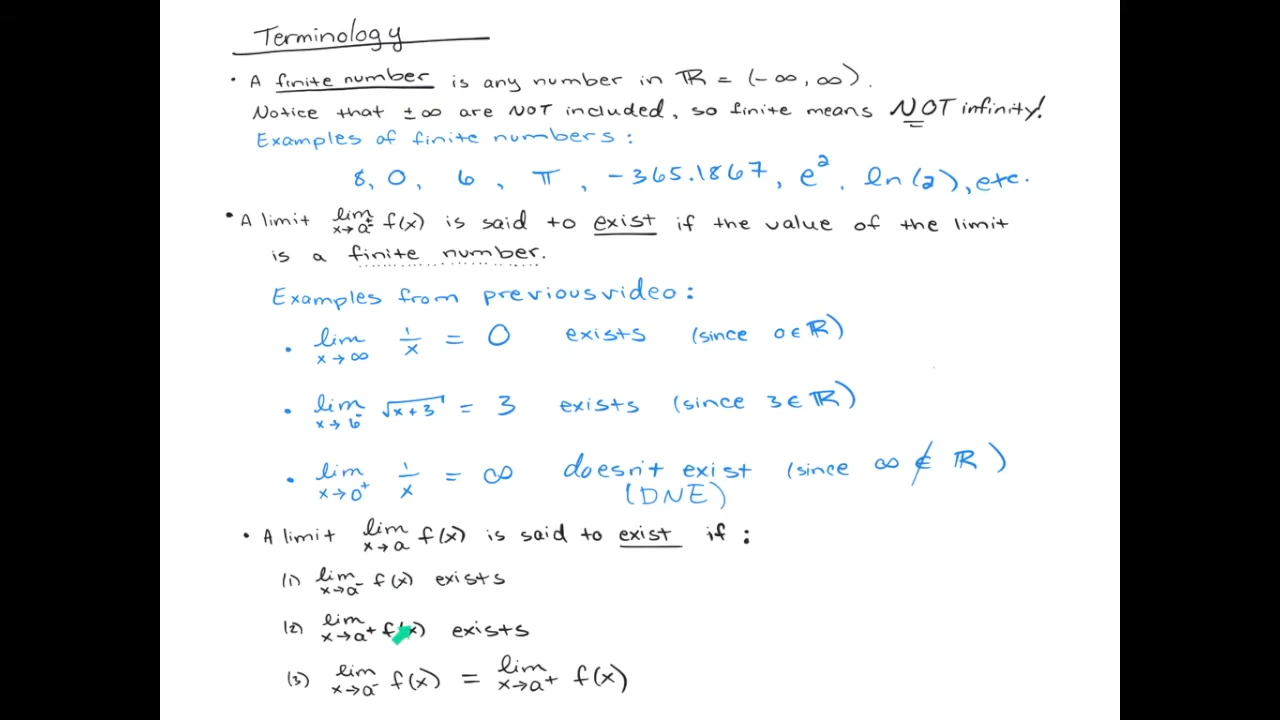 Terminology
• A finite number is any number in ℝ = (-∞, ∞).
Notice that ±∞ are NOT included, so finite means NOT infinity!
Examples of finite numbers:
8, 0, 6, π, -365.1867, e², ln(2), etc.
• A limit lim x→a± f(x) is said to exist if the value of the limit
is a finite number.
Examples from previous video:
• lim x→∞ 1/x = 0 exists (since 0 ∈ ℝ)
• lim x→6⁻ √(x+3) = 3 exists (since 3 ∈ ℝ)
• lim x→0⁺ 1/x = ∞ doesn't exist (since ∞ ∉ ℝ)
(DNE)
• A limit lim x→a f(x) is said to exist if:
(1) lim x→a⁻ f(x) exists
(2) lim x→a⁺ f(x) exists
(3) lim x→a⁻ f(x) = lim x→a⁺ f(x)